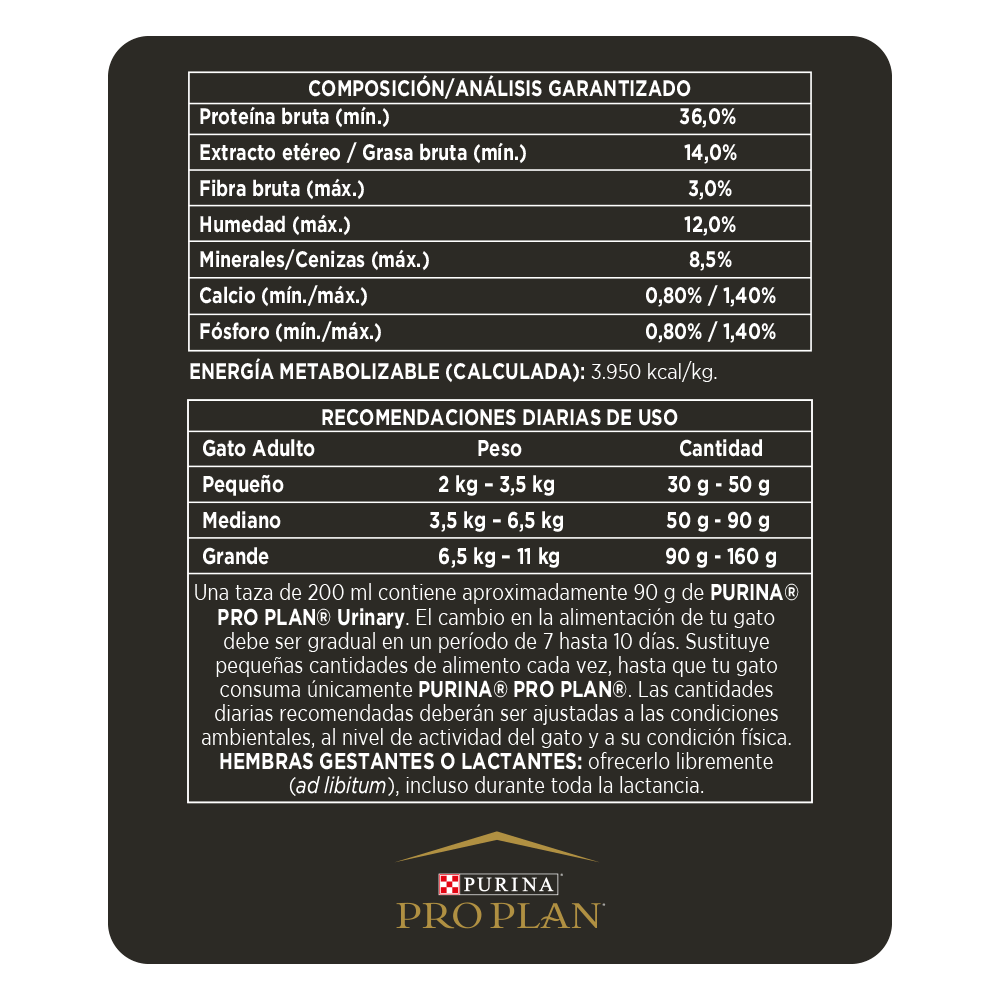 COMPOSICIÓN/ANÁLISIS GARANTIZADO
Proteína bruta (mín.) 36,0%
Extracto etéreo / Grasa bruta (mín.) 14,0%
Fibra bruta (máx.) 3,0%
Humedad (máx.) 12,0%
Minerales/Cenizas (máx.) 8,5%
Calcio (mín./máx.) 0,80% / 1,40%
Fósforo (mín./máx.) 0,80% / 1,40%
ENERGÍA METABOLIZABLE (CALCULADA): 3.950 kcal/kg.
RECOMENDACIONES DIARIAS DE USO
Gato Adulto Peso Cantidad
Pequeño 2 kg – 3,5 kg 30 g - 50 g
Mediano 3,5 kg – 6,5 kg 50 g - 90 g
Grande 6,5 kg – 11 kg 90 g - 160 g
Una taza de 200 ml contiene aproximadamente 90 g de PURINA®
PRO PLAN® Urinary. El cambio en la alimentación de tu gato
debe ser gradual en un período de 7 hasta 10 días. Sustituye
pequeñas cantidades de alimento cada vez, hasta que tu gato
consuma únicamente PURINA® PRO PLAN®. Las cantidades
diarias recomendadas deberán ser ajustadas a las condiciones
ambientales, al nivel de actividad del gato y a su condición física.
HEMBRAS GESTANTES O LACTANTES: ofrecerlo libremente
(ad libitum), incluso durante toda la lactancia.
PURINA
PRO PLAN